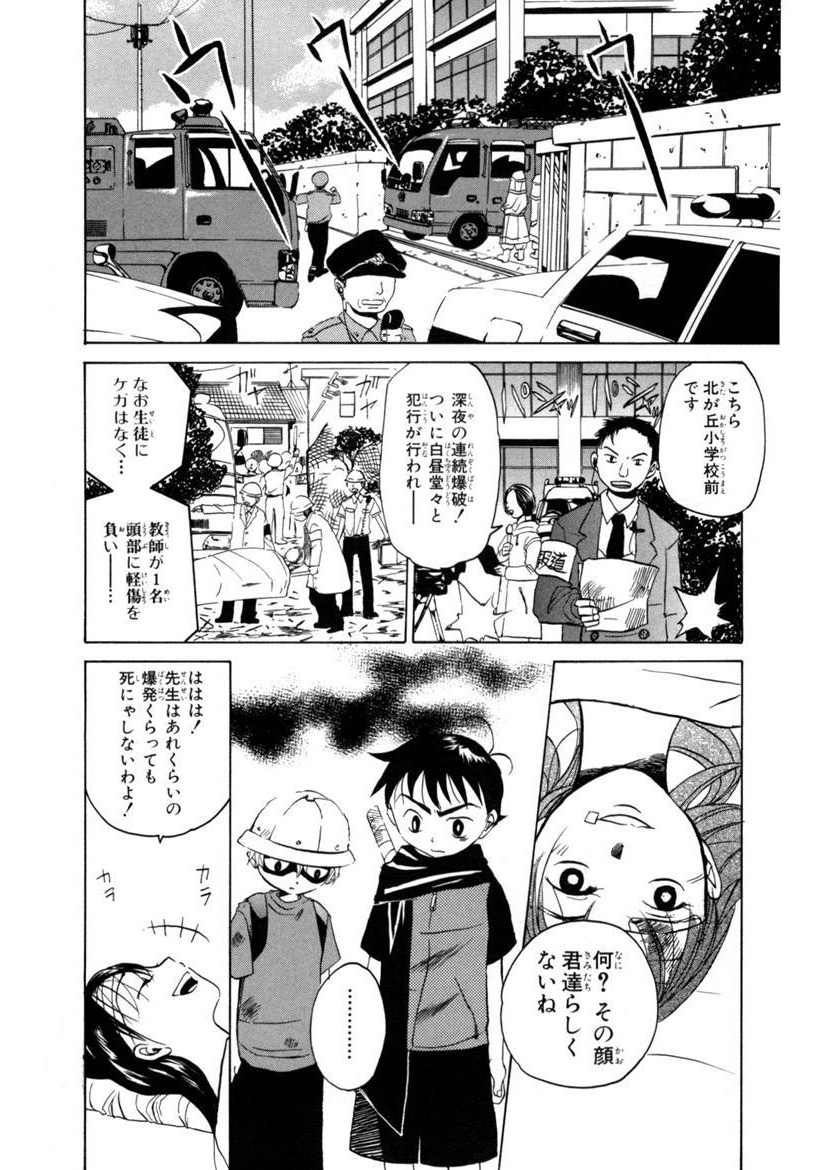 こちら
北が丘小学校前
です
深夜の連続爆破!
ついに白昼堂々と
犯行が行われ――
報道
なお生徒に
ケガはなく…
教師が1名
頭部に軽傷を
負い――
ガヤ
ガヤ
何? その顔
君達らしく
ないね
………
ははは!
先生はあれくらいの
爆発くらっても
死にゃしないわよ!
カラ
カラ